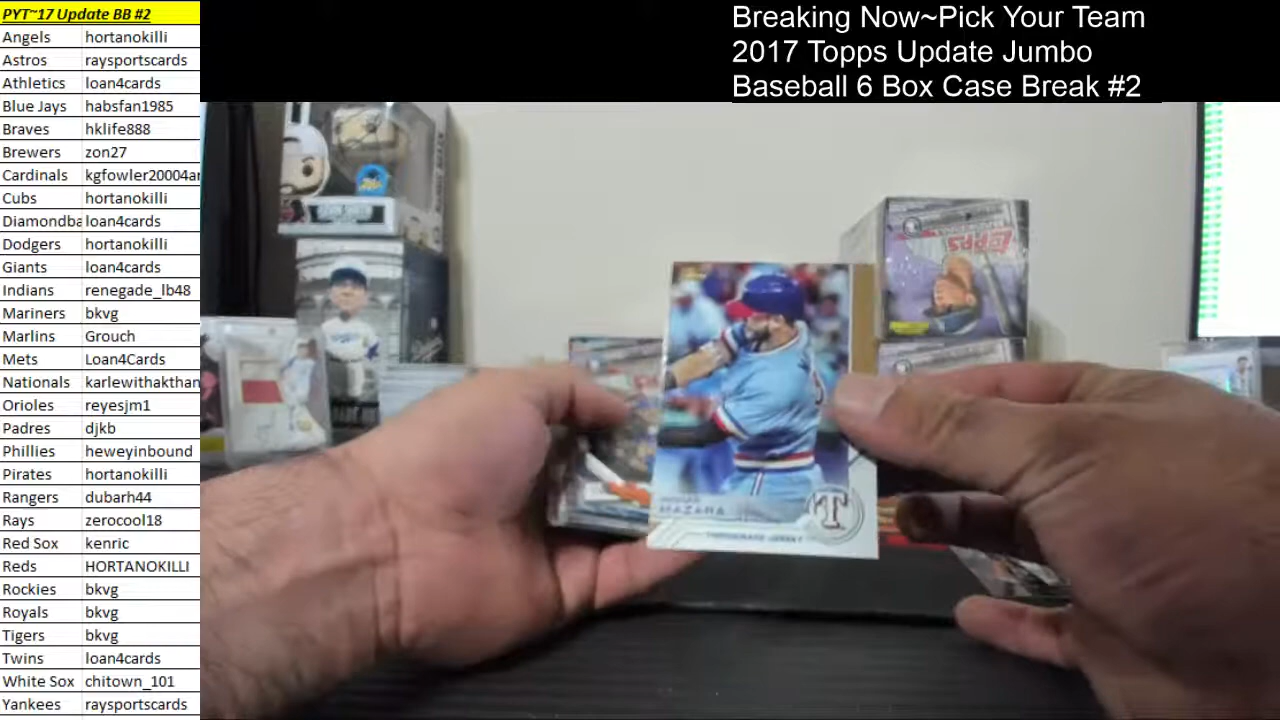 PYT~17 Update BB #2
Angels hortanokilli
Astros raysportscards
Athletics loan4cards
Blue Jays habsfan1985
Braves hklife888
Brewers zon27
Cardinals kgfowler20004ar
Cubs hortanokilli
Diamondba loan4cards
Dodgers hortanokilli
Giants loan4cards
Indians renegade_lb48
Mariners bkvg
Marlins Grouch
Mets Loan4Cards
Nationals karlewithakthan
Orioles reyesjm1
Padres djkb
Phillies heweyinbound
Pirates hortanokilli
Rangers dubarh44
Rays zerocool18
Red Sox kenric
Reds HORTANOKILLI
Rockies bkvg
Royals bkvg
Tigers bkvg
Twins loan4cards
White Sox chitown_101
Yankees raysportscards
Breaking Now~Pick Your Team
2017 Topps Update Jumbo
Baseball 6 Box Case Break #2
TOPPS
MAZARA
T